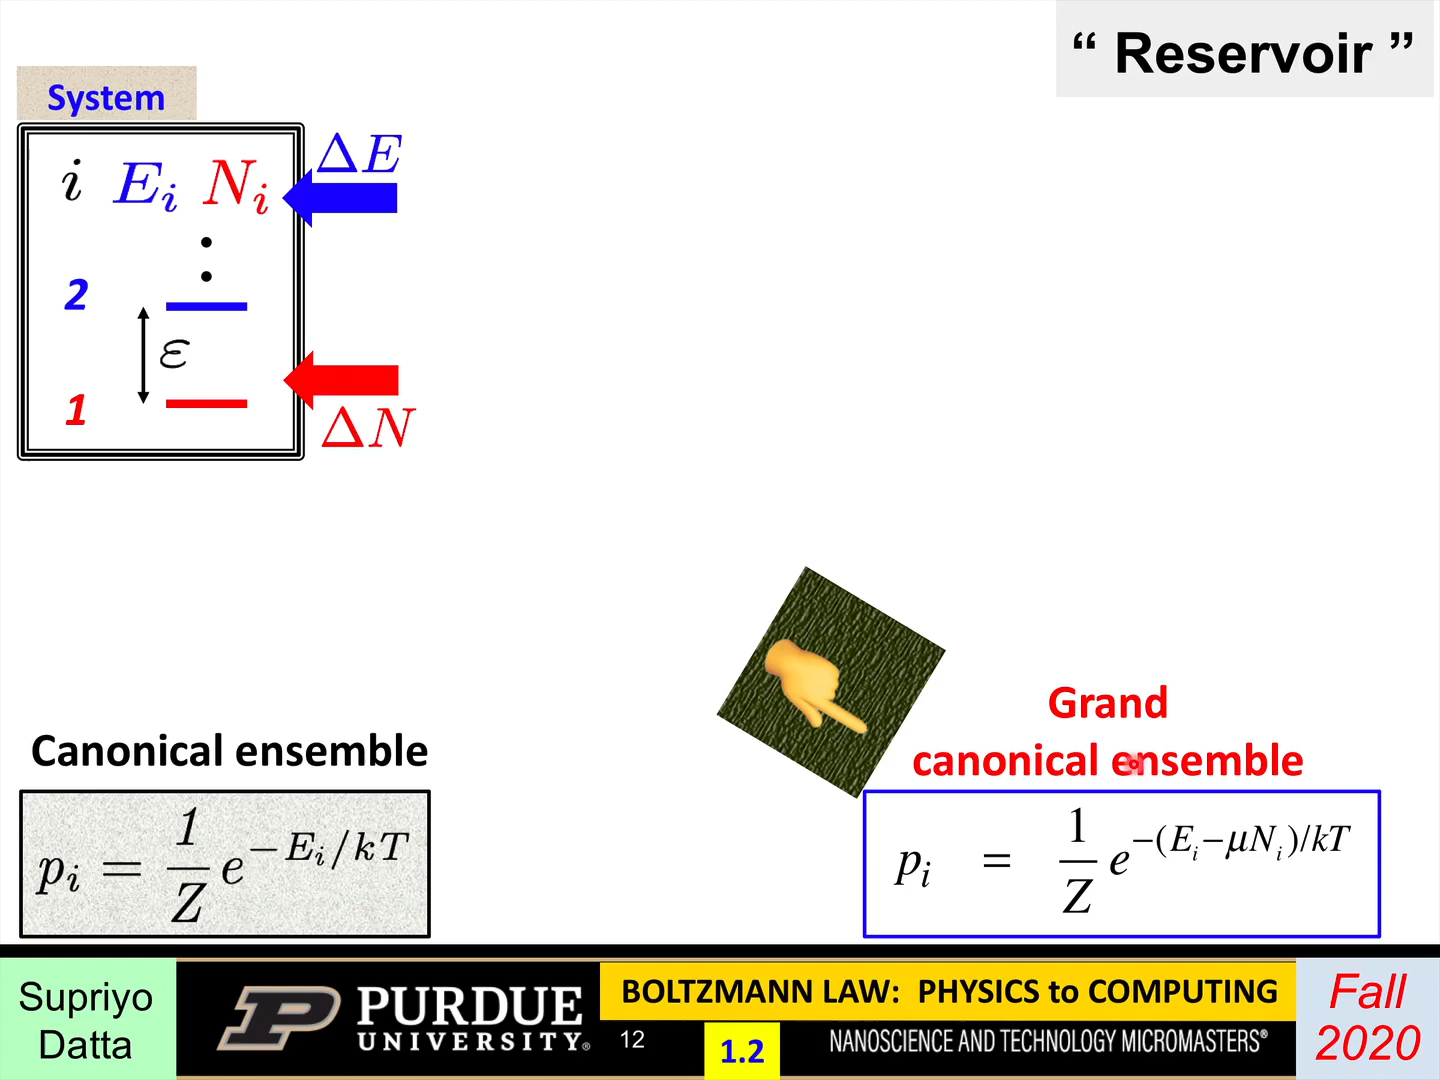 “ Reservoir ”
System
i E_i N_i
ΔE
2
ε
1
ΔN
Grand
canonical ensemble
Canonical ensemble
p_i = 1/Z e^{-E_i/kT}
p_i = 1/Z e^{-(E_i-μN_i)/kT}
Supriyo
Datta
PURDUE
UNIVERSITY®
12
BOLTZMANN LAW: PHYSICS to COMPUTING
1.2
NANOSCIENCE AND TECHNOLOGY MICROMASTERS®
Fall
2020